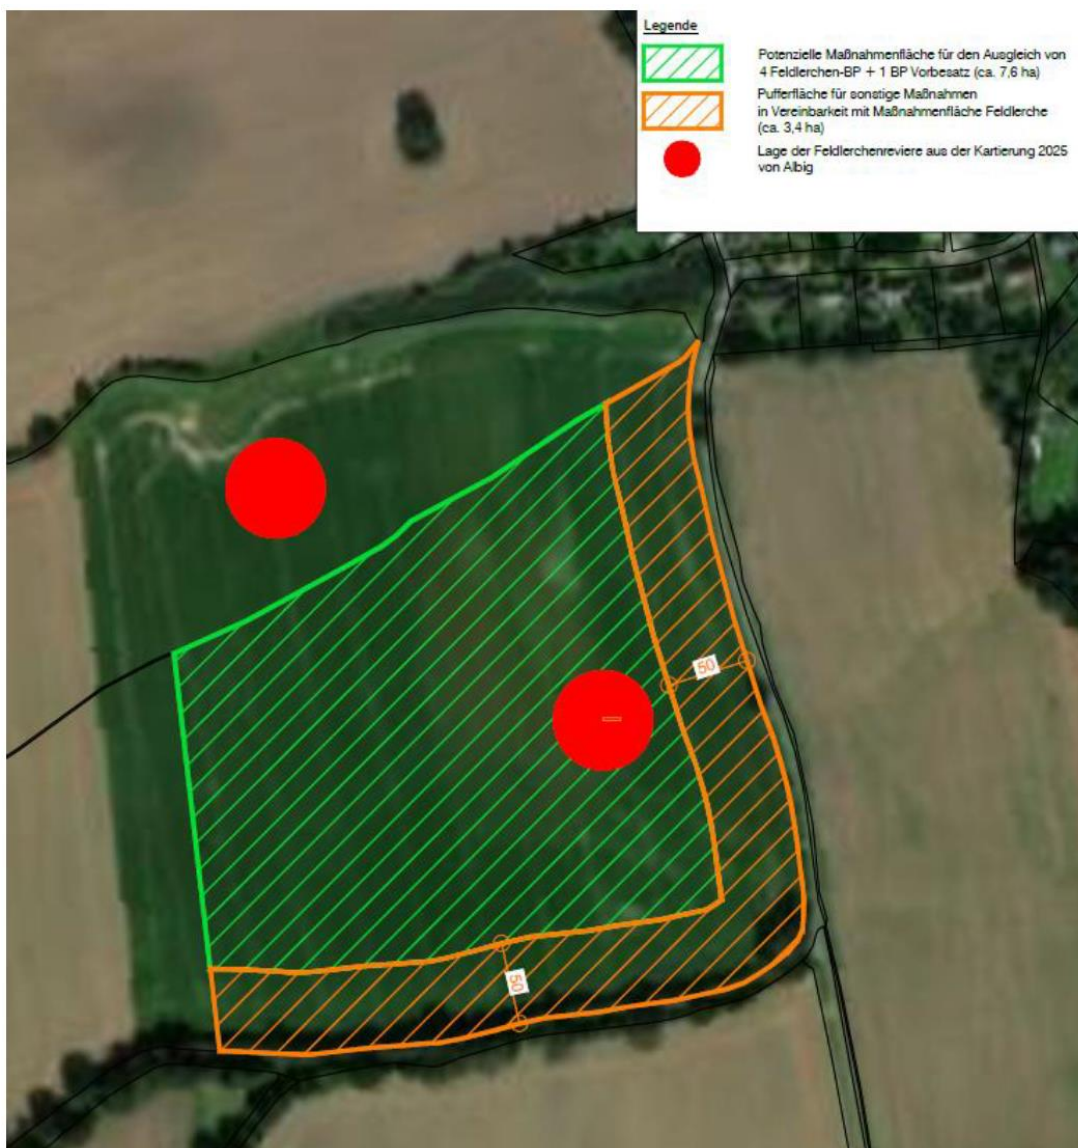 Legende
Potenzielle Maßnahmenfläche für den Ausgleich von
4 Feldlerchen-BP + 1 BP Vorbesatz (ca. 7,6 ha)
Pufferfläche für sonstige Maßnahmen
in Vereinbarkeit mit Maßnahmenfläche Feldlerche
(ca. 3,4 ha)
Lage der Feldlerchenreviere aus der Kartierung 2025
von Albig
50
50